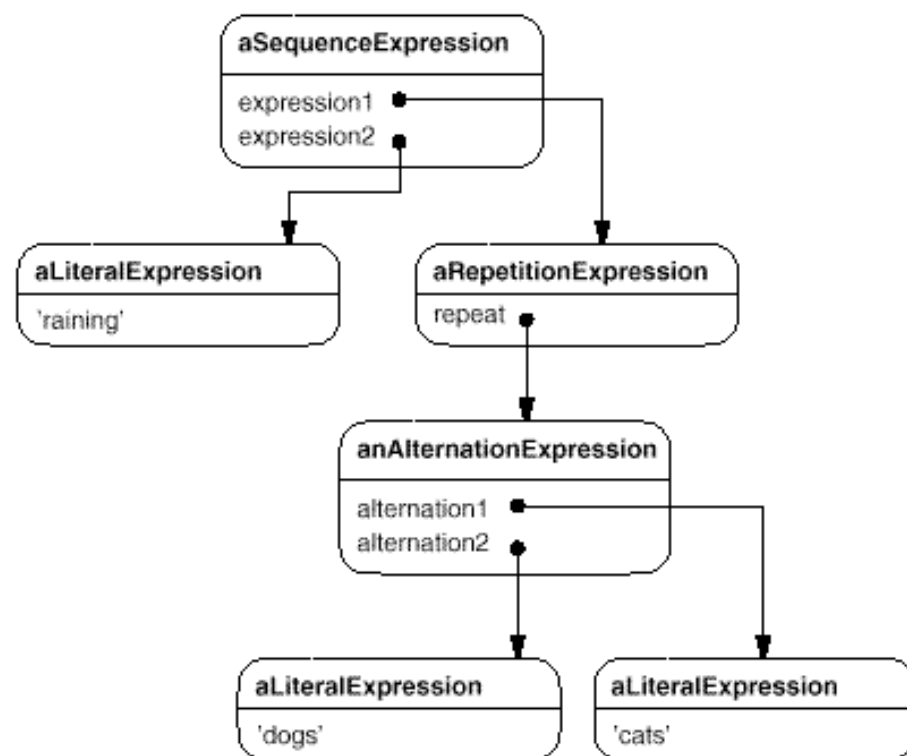 aSequenceExpression
expression1
expression2
aLiteralExpression
'raining'
aRepetitionExpression
repeat
anAlternationExpression
alternation1
alternation2
aLiteralExpression
'dogs'
aLiteralExpression
'cats'